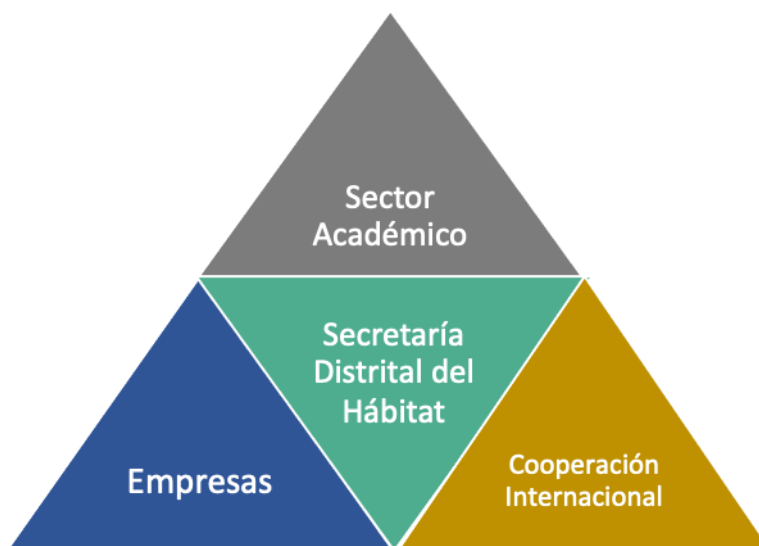 Sector
Académico
Secretaría
Distrital del
Hábitat
Empresas
Cooperación
Internacional